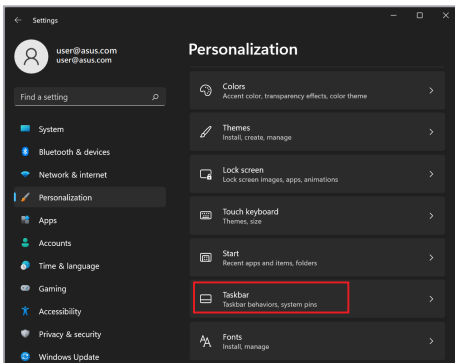 Settings
user@asus.com
user@asus.com
Find a setting
System
Bluetooth & devices
Network & internet
Personalization
Apps
Accounts
Time & language
Gaming
Accessibility
Privacy & security
Windows Update
Personalization
Colors
Accent color, transparency effects, color theme
Themes
Install, create, manage
Lock screen
Lock screen images, apps, animations
Touch keyboard
Themes, size
Start
Recent apps and items, folders
Taskbar
Taskbar behaviors, system pins
Fonts
Install, manage